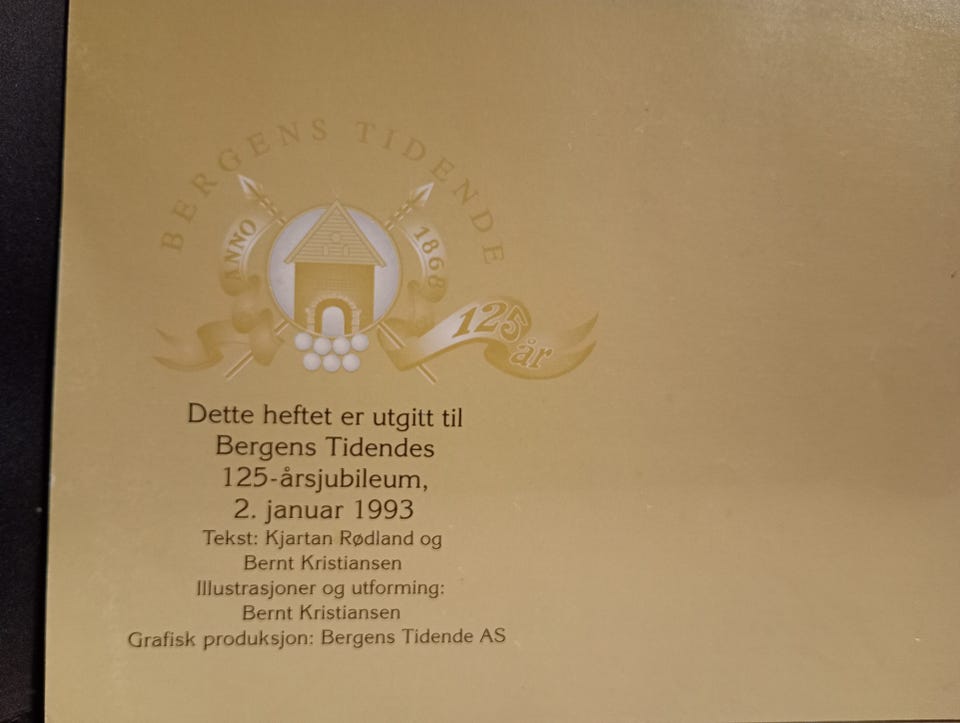 BERGENS TIDENDE
ANNO 1868
125 år
Dette heftet er utgitt til
Bergens Tidendes
125-årsjubileum,
2. januar 1993
Tekst: Kjartan Rødland og
Bernt Kristiansen
Illustrasjoner og utforming:
Bernt Kristiansen
Grafisk produksjon: Bergens Tidende AS